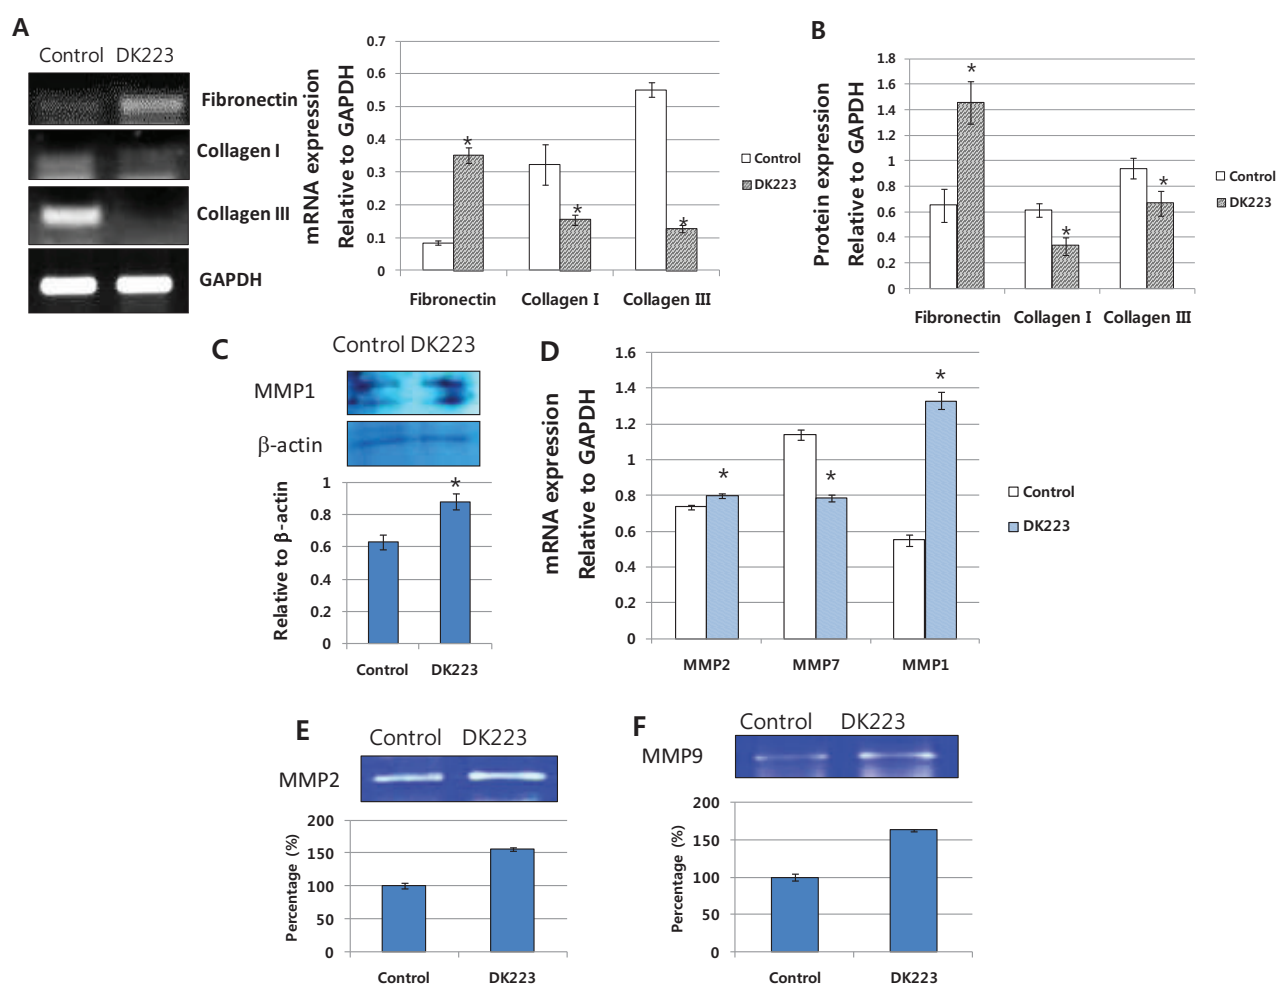 A
Control DK223
Fibronectin
Collagen I
Collagen III
GAPDH
mRNA expression
Relative to GAPDH
0.7
0.6
0.5
0.4
0.3
0.2
0.1
0
*
*
*
Fibronectin Collagen I Collagen III
Control
DK223
B
Protein expression
Relative to GAPDH
1.8
1.6
1.4
1.2
1
0.8
0.6
0.4
0.2
0
*
*
*
Fibronectin Collagen I Collagen III
Control
DK223
C
Control DK223
MMP1
β-actin
Relative to β-actin
1
0.8
0.6
0.4
0.2
0
*
Control DK223
D
mRNA expression
Relative to GAPDH
1.6
1.4
1.2
1
0.8
0.6
0.4
0.2
0
*
*
*
MMP2 MMP7 MMP1
Control
DK223
E
Control DK223
MMP2
Percentage (%)
200
150
100
50
0
Control DK223
F
Control DK223
MMP9
Percentage (%)
200
150
100
50
0
Control DK223